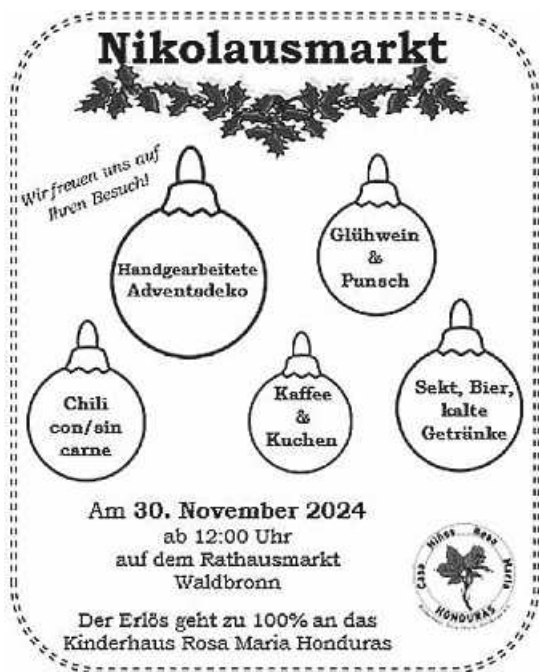 Nikolausmarkt
Wir freuen uns auf
Ihren Besuch!
Handgearbeitete
Adventsdeko
Glühwein
&
Punsch
Chili
con/sin
carne
Kaffee
&
Kuchen
Sekt, Bier,
kalte
Getränke
Am 30. November 2024
ab 12:00 Uhr
auf dem Rathausmarkt
Waldbronn
Casa Niños Rosa Maria
HONDURAS
Der Erlös geht zu 100% an das
Kinderhaus Rosa Maria Honduras